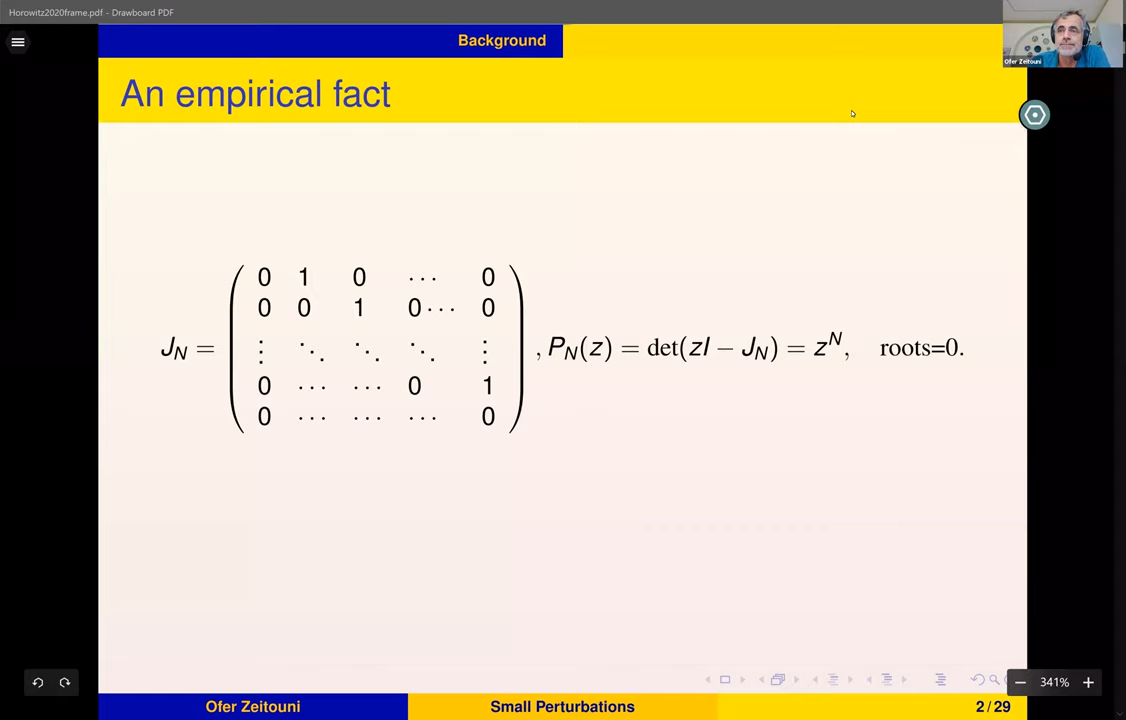 Horowitz2020frame.pdf - Drawboard PDF
Background
Ofer Zeitouni
An empirical fact
0 1 0 ⋯ 0
0 0 1 0⋯ 0
⋮ ⋱ ⋱ ⋱ ⋮
0 ⋯ ⋯ 0 1
0 ⋯ ⋯ ⋯ 0
J_N = , P_N(z) = det(zI − J_N) = z^N, roots=0.
341%
Ofer Zeitouni Small Perturbations 2 / 29